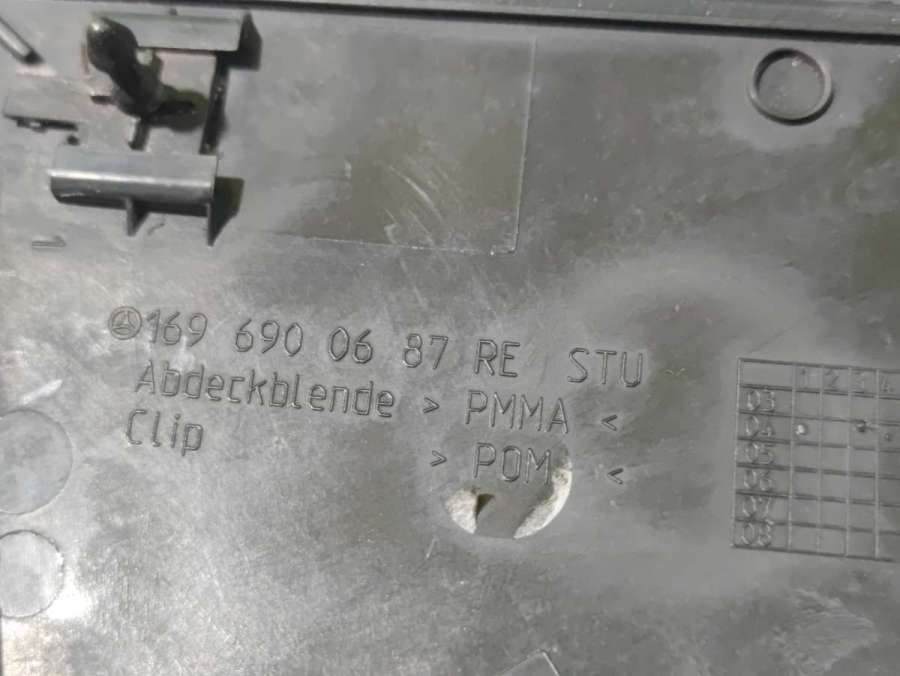 169 690 06 87 RE STU
Abdeckblende > PMMA <
Clip > POM <
1 2 3 4
03
04
05
06
07
08